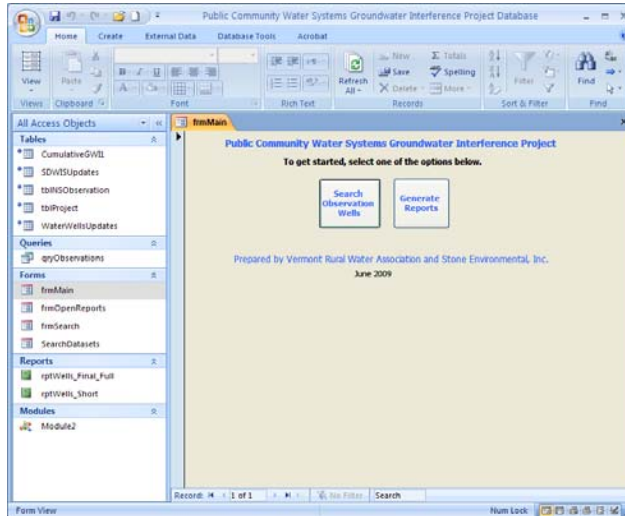 Public Community Water Systems Groundwater Interference Project Database
Home Create External Data Database Tools Acrobat
View
Paste
Refresh All
New
Save
Delete
Totals
Spelling
More
Filter
Find
Views Clipboard Font Rich Text Records Sort & Filter Find
All Access Objects
frmMain
Tables
CumulativeGWI1
SDWISUpdates
tblNSObservation
tblProject
WaterWellsUpdates
Queries
qryObservations
Forms
frmMain
frmOpenReports
frmSearch
SearchDatasets
Reports
rptWells_Final_Full
rptWells_Short
Modules
Module2
Public Community Water Systems Groundwater Interference Project
To get started, select one of the options below.
Search
Observation
Wells
Generate
Reports
Prepared by Vermont Rural Water Association and Stone Environmental, Inc.
June 2009
Record: 1 of 1 No Filter Search
Form View Num Lock